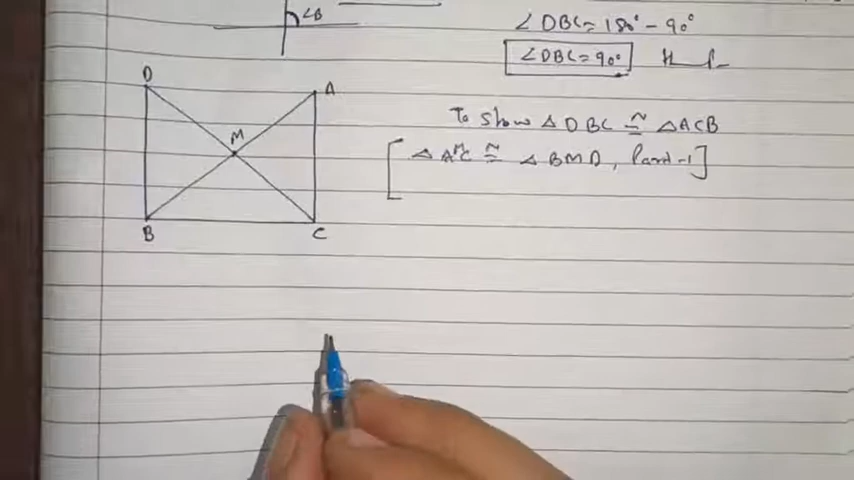 ∠B
∠DBC = 180° - 90°
∠DBC = 90°
D
A
M
B
C
To show △DBC ≅ △ACB
[△AMC ≅ △BMD, Part-1]